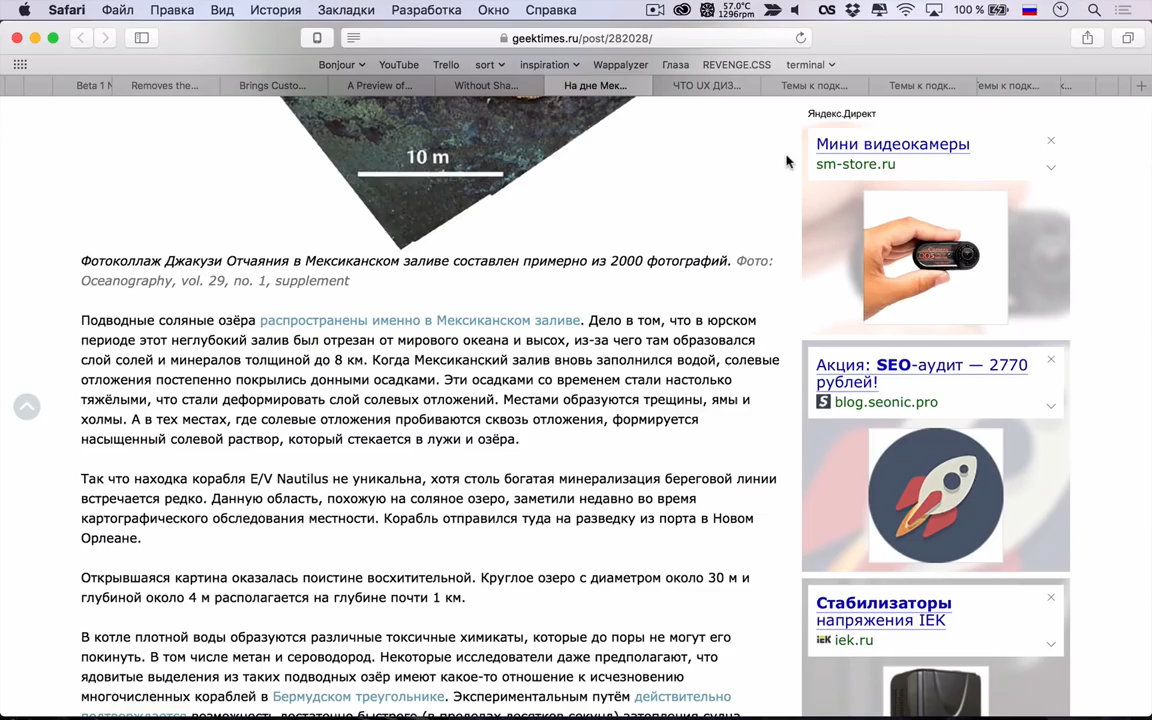 Safari Файл Правка Вид История Закладки Разработка Окно Справка 57.0°C 1296rpm 100 %
geektimes.ru/post/282028/
Bonjour YouTube Trello sort inspiration Wappalyzer Глаза REVENGE.CSS terminal
Beta 1 N Removes the... Brings Custo... A Preview of... Without Sha... На дне Мек... ЧТО UX ДИЗ... Темы к подк... Темы к подк... емы к подк...
Яндекс.Директ
Мини видеокамеры
sm-store.ru
10 m
Фотоколлаж Джакузи Отчаяния в Мексиканском заливе составлен примерно из 2000 фотографий. Фото:
Oceanography, vol. 29, no. 1, supplement
Подводные соляные озёра распространены именно в Мексиканском заливе. Дело в том, что в юрском
периоде этот неглубокий залив был отрезан от мирового океана и высох, из-за чего там образовался
слой солей и минералов толщиной до 8 км. Когда Мексиканский залив вновь заполнился водой, солевые
отложения постепенно покрылись донными осадками. Эти осадками со временем стали настолько
тяжёлыми, что стали деформировать слой солевых отложений. Местами образуются трещины, ямы и
холмы. А в тех местах, где солевые отложения пробиваются сквозь отложения, формируется
насыщенный солевой раствор, который стекается в лужи и озёра.
Так что находка корабля E/V Nautilus не уникальна, хотя столь богатая минерализация береговой линии
встречается редко. Данную область, похожую на соляное озеро, заметили недавно во время
картографического обследования местности. Корабль отправился туда на разведку из порта в Новом
Орлеане.
Открывшаяся картина оказалась поистине восхитительной. Круглое озеро с диаметром около 30 м и
глубиной около 4 м располагается на глубине почти 1 км.
В котле плотной воды образуются различные токсичные химикаты, которые до поры не могут его
покинуть. В том числе метан и сероводород. Некоторые исследователи даже предполагают, что
ядовитые выделения из таких подводных озёр имеют какое-то отношение к исчезновению
многочисленных кораблей в Бермудском треугольнике. Экспериментальным путём действительно
подтверждается возможность достаточно быстрого (в пределах десятков секунд) затопления судна
Акция: SEO-аудит — 2770
рублей!
S blog.seonic.pro
Стабилизаторы
напряжения IEK
iek iek.ru